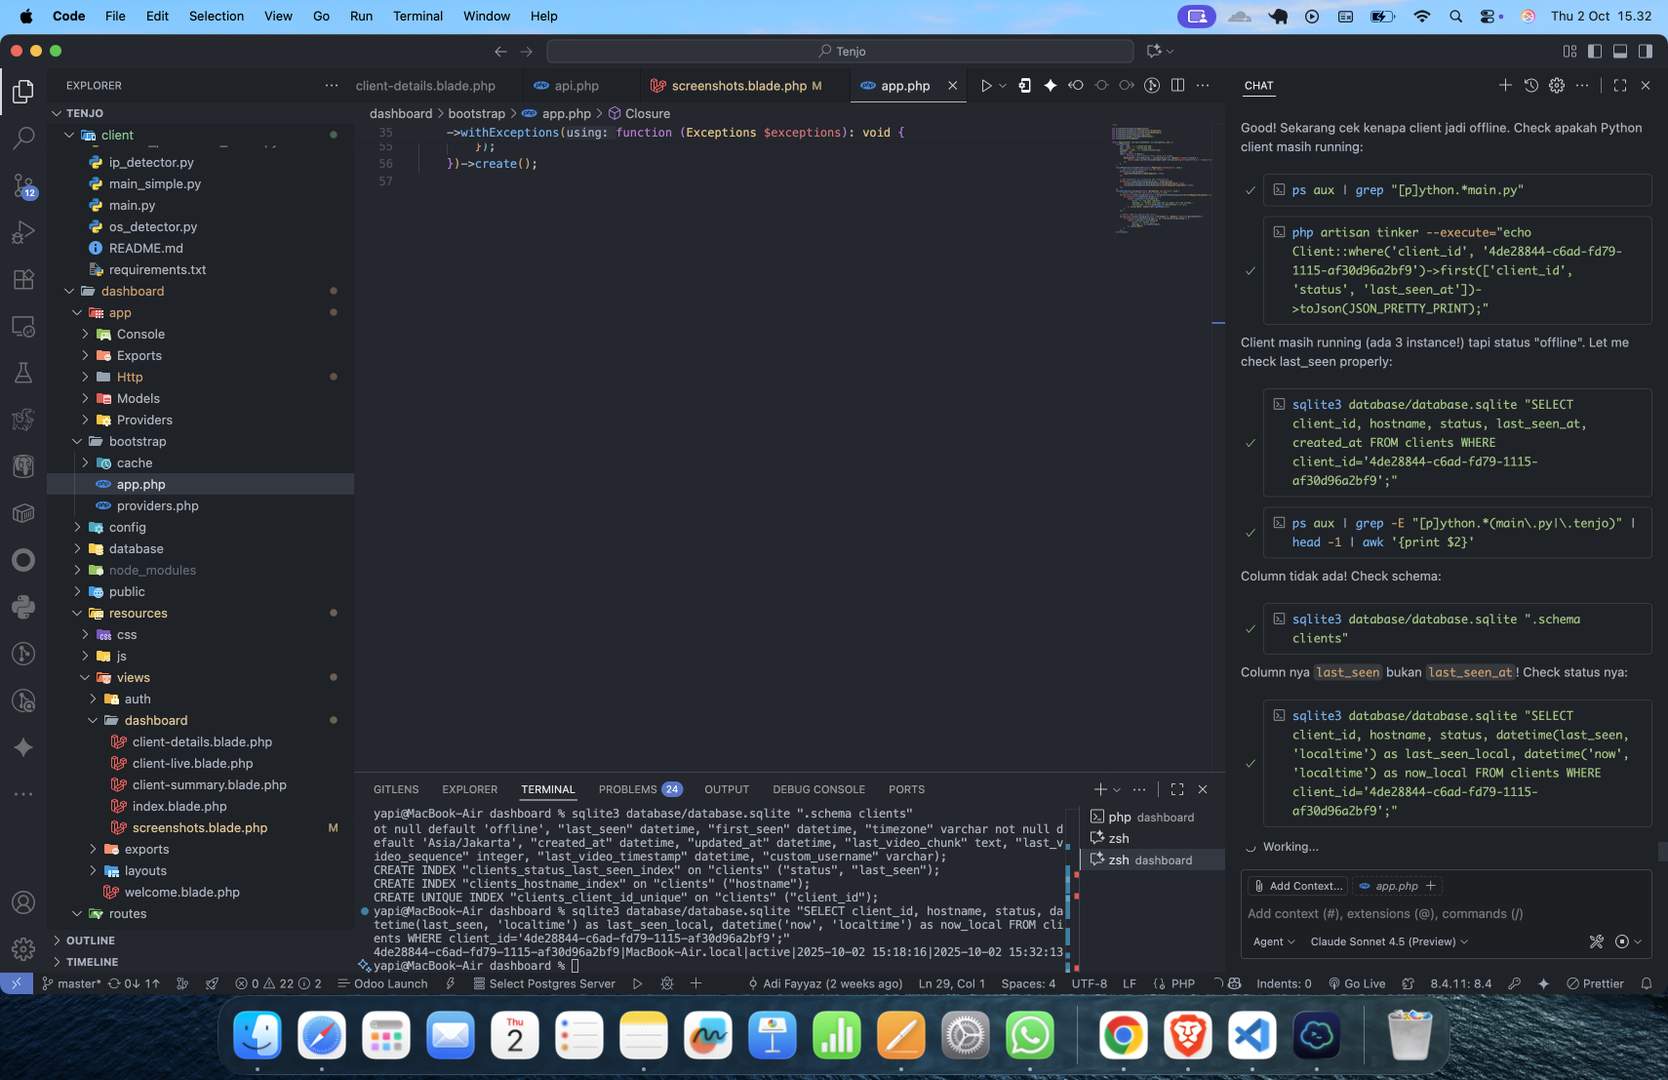 Code File Edit Selection View Go Run Terminal Window Help
Thu 2 Oct 15.32
Tenjo
EXPLORER
TENJO
client
ip_detector.py
main_simple.py
main.py
os_detector.py
README.md
requirements.txt
dashboard
app
Console
Exports
Http
Models
Providers
bootstrap
cache
app.php
providers.php
config
database
node_modules
public
resources
css
js
views
auth
dashboard
client-details.blade.php
client-live.blade.php
client-summary.blade.php
index.blade.php
screenshots.blade.php M
exports
layouts
welcome.blade.php
routes
OUTLINE
TIMELINE
12
client-details.blade.php api.php screenshots.blade.php M app.php
dashboard > bootstrap > app.php > Closure
35 ->withExceptions(using: function (Exceptions $exceptions): void {
55 });
56 })->create();
57
GITLENS EXPLORER TERMINAL PROBLEMS 24 OUTPUT DEBUG CONSOLE PORTS
yapi@MacBook-Air dashboard % sqlite3 database/database.sqlite ".schema clients"
ot null default 'offline', "last_seen" datetime, "first_seen" datetime, "timezone" varchar not null d
efault 'Asia/Jakarta', "created_at" datetime, "updated_at" datetime, "last_video_chunk" text, "last_v
ideo_sequence" integer, "last_video_timestamp" datetime, "custom_username" varchar);
CREATE INDEX "clients_status_last_seen_index" on "clients" ("status", "last_seen");
CREATE INDEX "clients_hostname_index" on "clients" ("hostname");
CREATE UNIQUE INDEX "clients_client_id_unique" on "clients" ("client_id");
yapi@MacBook-Air dashboard % sqlite3 database/database.sqlite "SELECT client_id, hostname, status, da
tetime(last_seen, 'localtime') as last_seen_local, datetime('now', 'localtime') as now_local FROM cli
ents WHERE client_id='4de28844-c6ad-fd79-1115-af30d96a2bf9';"
4de28844-c6ad-fd79-1115-af30d96a2bf9|MacBook-Air.local|active|2025-10-02 15:18:16|2025-10-02 15:32:13
yapi@MacBook-Air dashboard %
php dashboard
zsh
zsh dashboard
CHAT
Good! Sekarang cek kenapa client jadi offline. Check apakah Python
client masih running:
ps aux | grep "[p]ython.*main.py"
php artisan tinker --execute="echo
Client::where('client_id', '4de28844-c6ad-fd79-
1115-af30d96a2bf9')->first(['client_id',
'status', 'last_seen_at'])-
>toJson(JSON_PRETTY_PRINT);"
Client masih running (ada 3 instance!) tapi status "offline". Let me
check last_seen properly:
sqlite3 database/database.sqlite "SELECT
client_id, hostname, status, last_seen_at,
created_at FROM clients WHERE
client_id='4de28844-c6ad-fd79-1115-
af30d96a2bf9';"
ps aux | grep -E "[p]ython.*(main\.py|\.tenjo)" |
head -1 | awk '{print $2}'
Column tidak ada! Check schema:
sqlite3 database/database.sqlite ".schema
clients"
Column nya last_seen bukan last_seen_at! Check status nya:
sqlite3 database/database.sqlite "SELECT
client_id, hostname, status, datetime(last_seen,
'localtime') as last_seen_local, datetime('now',
'localtime') as now_local FROM clients WHERE
client_id='4de28844-c6ad-fd79-1115-
af30d96a2bf9';"
Working...
Add Context... app.php
Add context (#), extensions (@), commands (/)
Agent Claude Sonnet 4.5 (Preview)
master* 0↓ 1↑ 0 22 2 Odoo Launch Select Postgres Server Adi Fayyaz (2 weeks ago) Ln 29, Col 1 Spaces: 4 UTF-8 LF PHP Indents: 0 Go Live 8.4.11: 8.4 Prettier
Thu
2